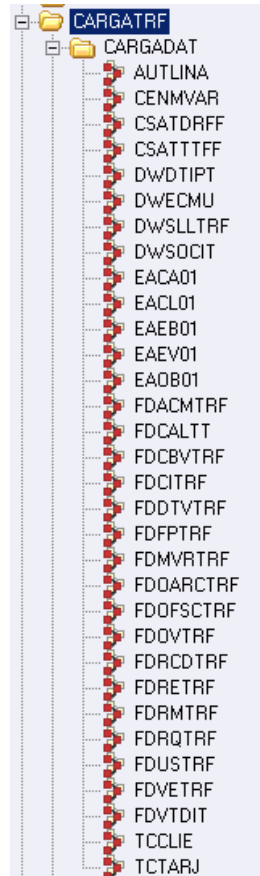 CARGATRF
CARGADAT
AUTLINA
CENMVAR
CSATDRFF
CSATTTFF
DWDTIPT
DWECMU
DWSLLTRF
DWSOCIT
EACA01
EACL01
EAEB01
EAEV01
EAOB01
FDACMTRF
FDCALTT
FDCBVTRF
FDCITRF
FDDTVTRF
FDFPTRF
FDMVRTRF
FDOARCTRF
FDOFSCTRF
FDOVTRF
FDRCDTRF
FDRETRF
FDRMTRF
FDRQTRF
FDUSTRF
FDVETRF
FDVTDIT
TCCLIE
TCTARJ